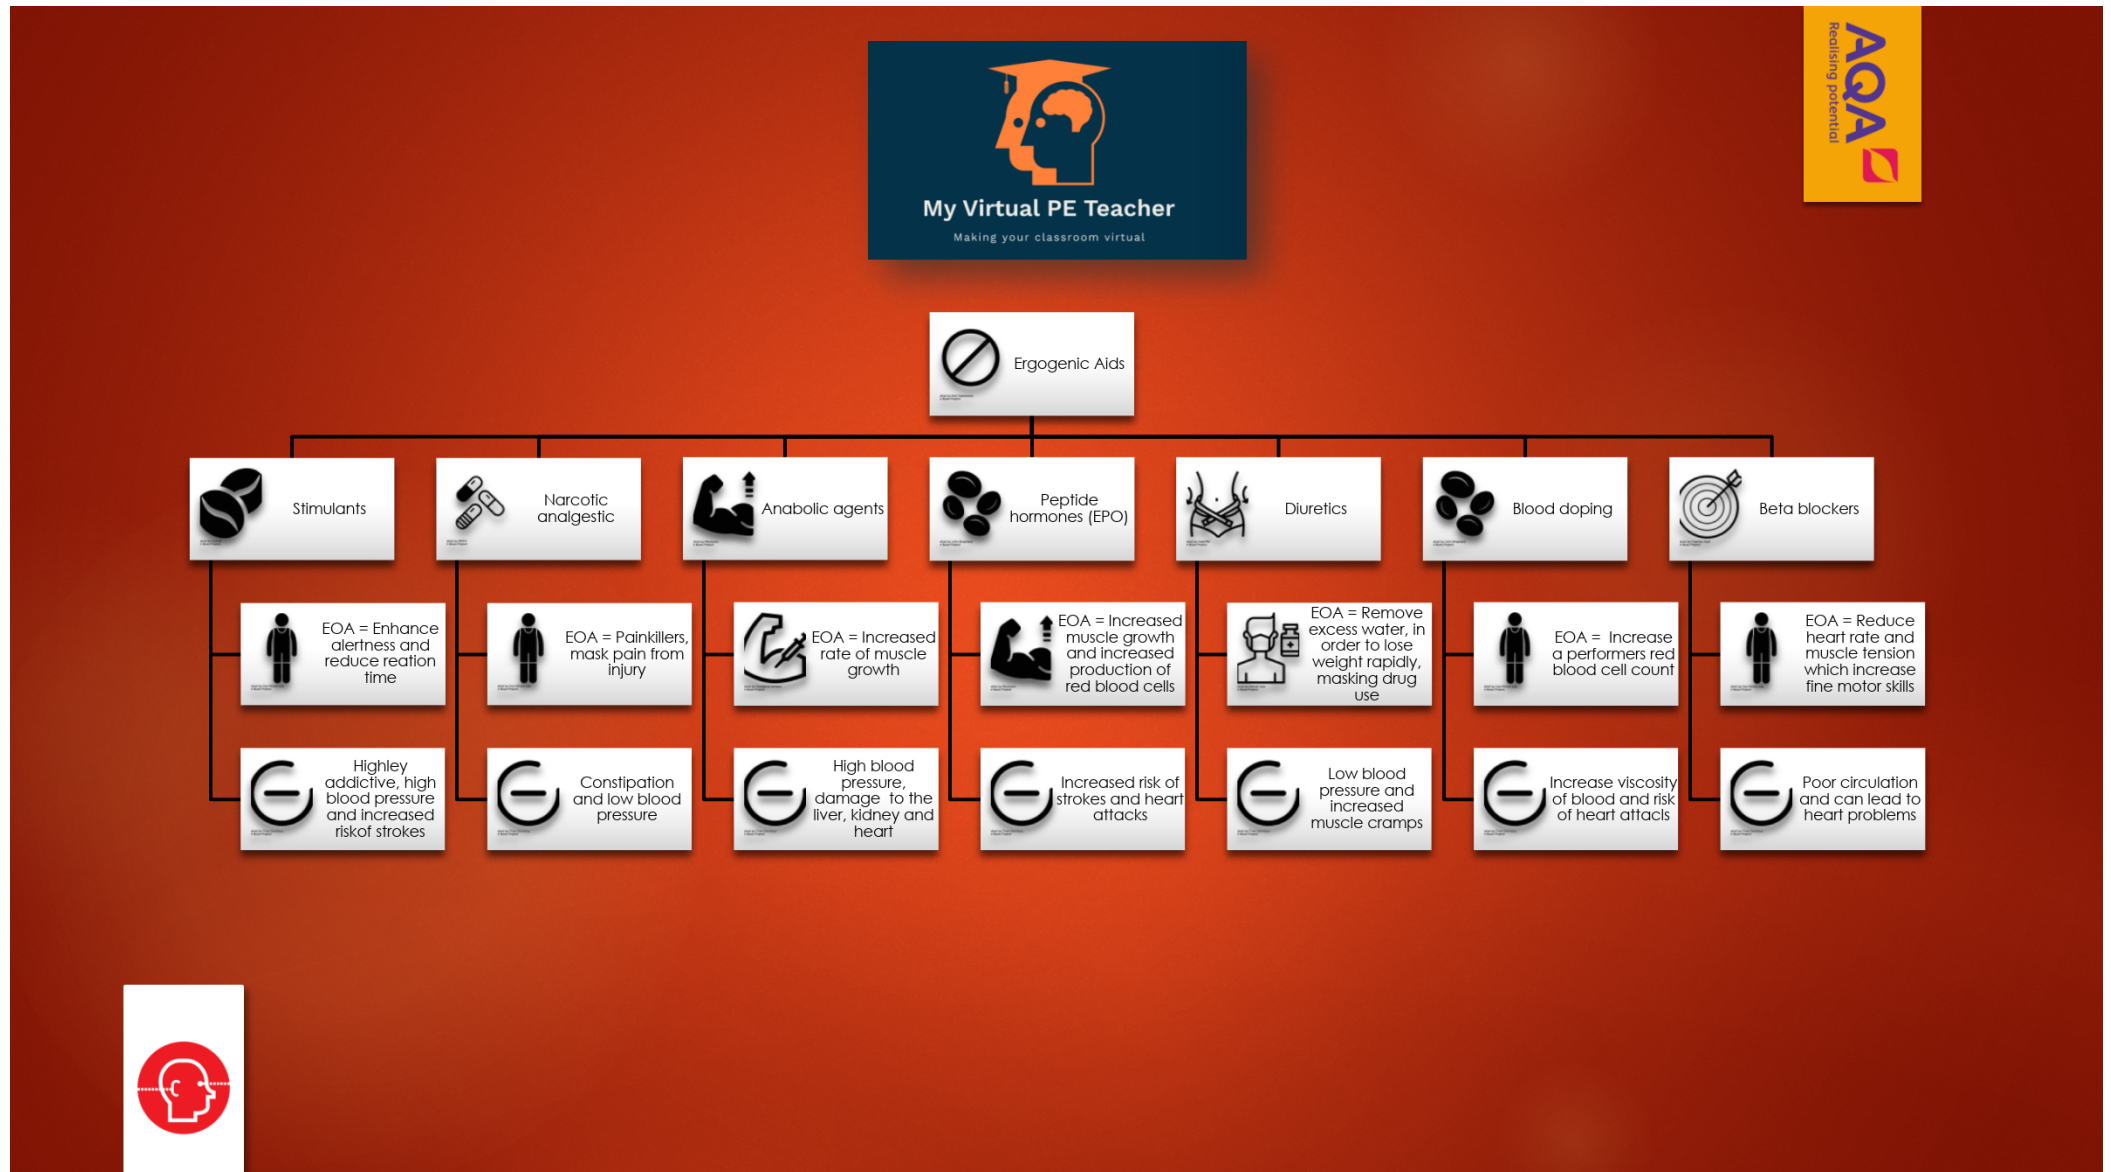 AQA
Realising potential
My Virtual PE Teacher
Making your classroom virtual
Ergogenic Aids
Stimulants
Narcotic
analgestic
Anabolic agents
Peptide
hormones (EPO)
Diuretics
Blood doping
Beta blockers
EOA = Enhance
alertness and
reduce reation
time
EOA = Painkillers,
mask pain from
injury
EOA = Increased
rate of muscle
growth
EOA = Increased
muscle growth
and increased
production of
red blood cells
EOA = Remove
excess water, in
order to lose
weight rapidly,
masking drug
use
EOA =  Increase
a performers red
blood cell count
EOA = Reduce
heart rate and
muscle tension
which increase
fine motor skills
Highley
addictive, high
blood pressure
and increased
riskof strokes
Constipation
and low blood
pressure
High blood
pressure,
damage  to the
liver, kidney and
heart
Increased risk of
strokes and heart
attacks
Low blood
pressure and
increased
muscle cramps
Increase viscosity
of blood and risk
of heart attacls
Poor circulation
and can lead to
heart problems